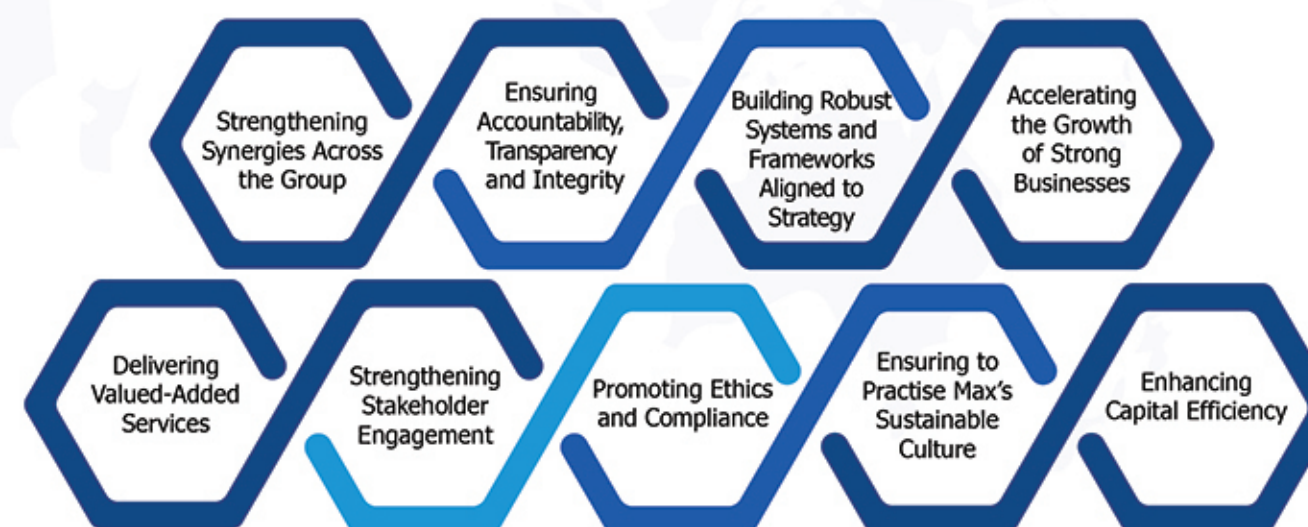 Strengthening
Synergies Across
the Group
Ensuring
Accountability,
Transparency
and Integrity
Building Robust
Systems and
Frameworks
Aligned to
Strategy
Accelerating
the Growth
of Strong
Businesses
Delivering
Valued-Added
Services
Strengthening
Stakeholder
Engagement
Promoting Ethics
and Compliance
Ensuring to
Practise Max's
Sustainable
Culture
Enhancing
Capital Efficiency